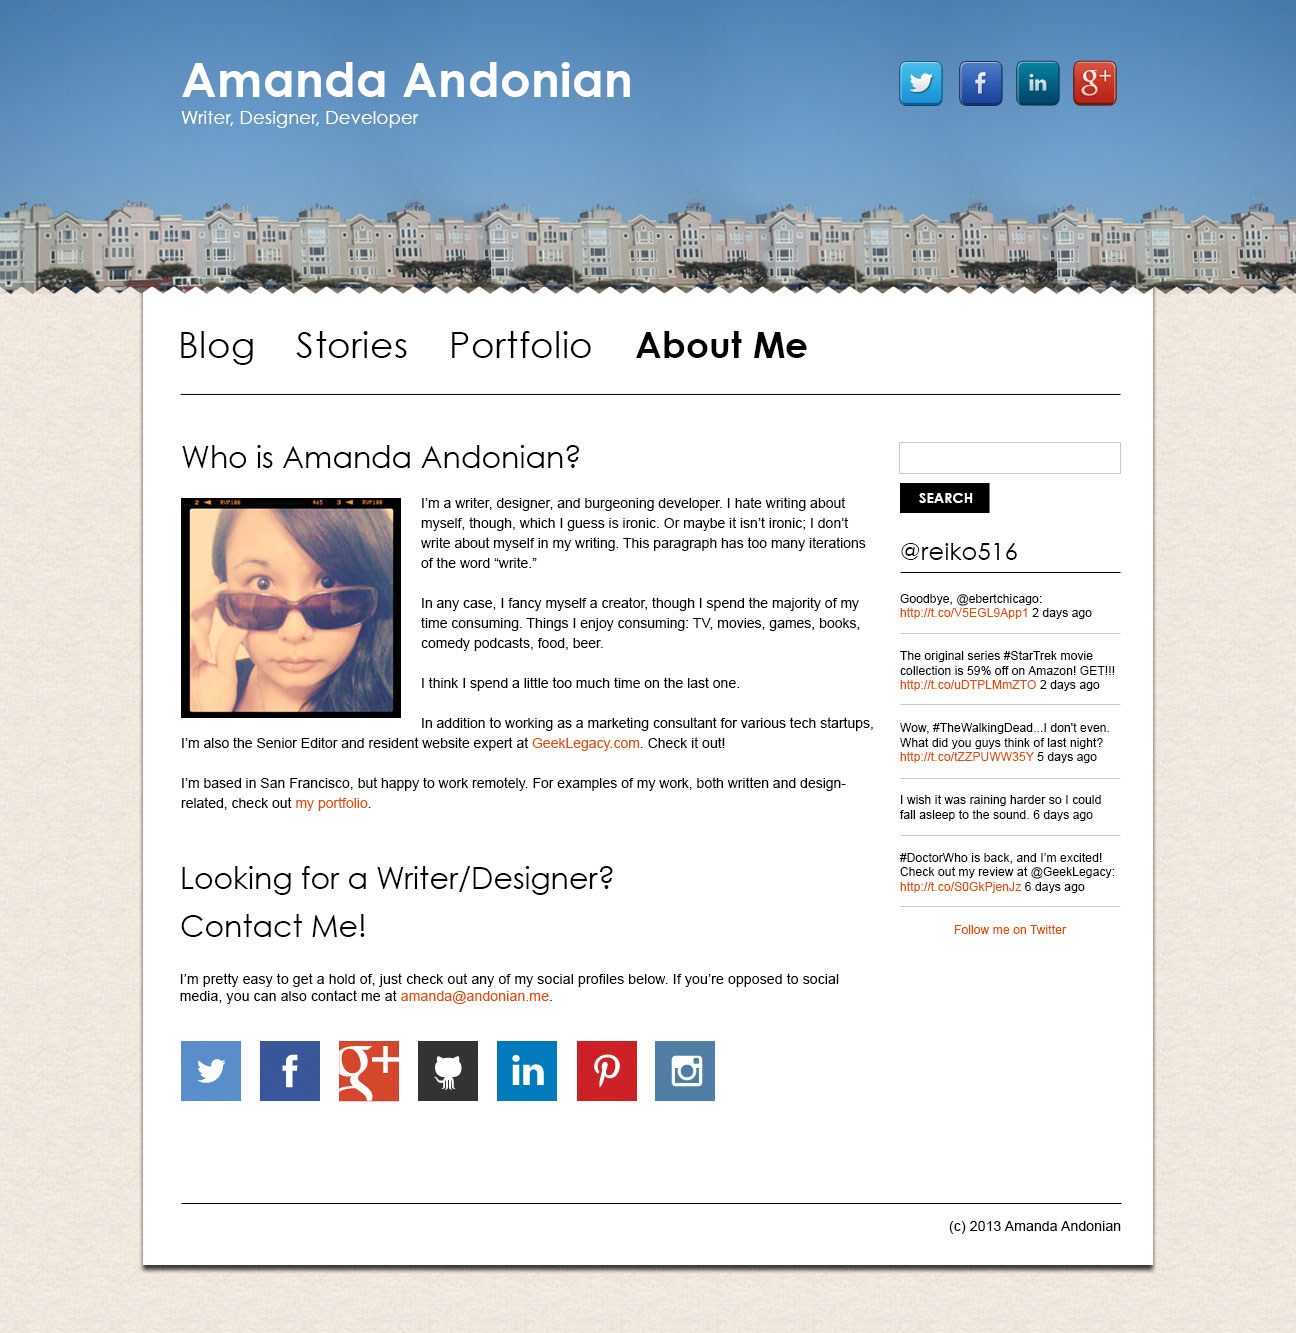 Amanda Andonian
Writer, Designer, Developer
Blog Stories Portfolio About Me
Who is Amanda Andonian?
2 RVP100 465 3 RVP100
I'm a writer, designer, and burgeoning developer. I hate writing about
myself, though, which I guess is ironic. Or maybe it isn't ironic; I don't
write about myself in my writing. This paragraph has too many iterations
of the word “write.”
In any case, I fancy myself a creator, though I spend the majority of my
time consuming. Things I enjoy consuming: TV, movies, games, books,
comedy podcasts, food, beer.
I think I spend a little too much time on the last one.
In addition to working as a marketing consultant for various tech startups,
I'm also the Senior Editor and resident website expert at GeekLegacy.com. Check it out!
I'm based in San Francisco, but happy to work remotely. For examples of my work, both written and design-
related, check out my portfolio.
Looking for a Writer/Designer?
Contact Me!
I'm pretty easy to get a hold of, just check out any of my social profiles below. If you're opposed to social
media, you can also contact me at amanda@andonian.me.
SEARCH
@reiko516
Goodbye, @ebertchicago:
http://t.co/V5EGL9App1 2 days ago
The original series #StarTrek movie
collection is 59% off on Amazon! GET!!!
http://t.co/uDTPLMmZTO 2 days ago
Wow, #TheWalkingDead...I don't even.
What did you guys think of last night?
http://t.co/tZZPUWW35Y 5 days ago
I wish it was raining harder so I could
fall asleep to the sound. 6 days ago
#DoctorWho is back, and I'm excited!
Check out my review at @GeekLegacy:
http://t.co/S0GkPjenJz 6 days ago
Follow me on Twitter
(c) 2013 Amanda Andonian